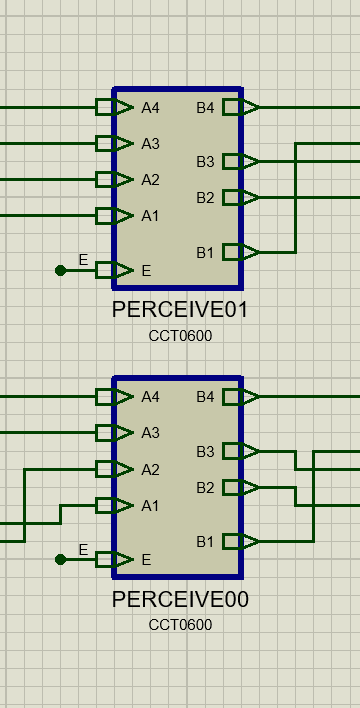 A4 B4
A3
B3
A2
B2
A1
B1
E E
PERCEIVE01
CCT0600
A4 B4
A3
B3
A2
B2
A1
B1
E E
PERCEIVE00
CCT0600